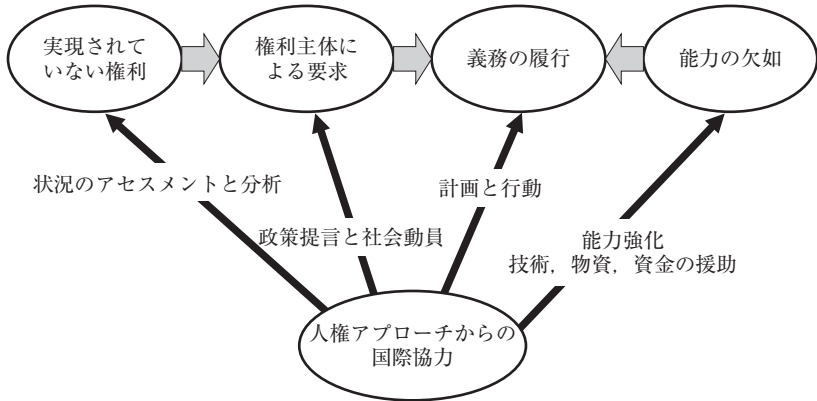 実現されて
いない権利
権利主体に
よる要求
義務の履行
能力の欠如
状況のアセスメントと分析
政策提言と社会動員
計画と行動
能力強化
技術，物資，資金の援助
人権アプローチからの
国際協力